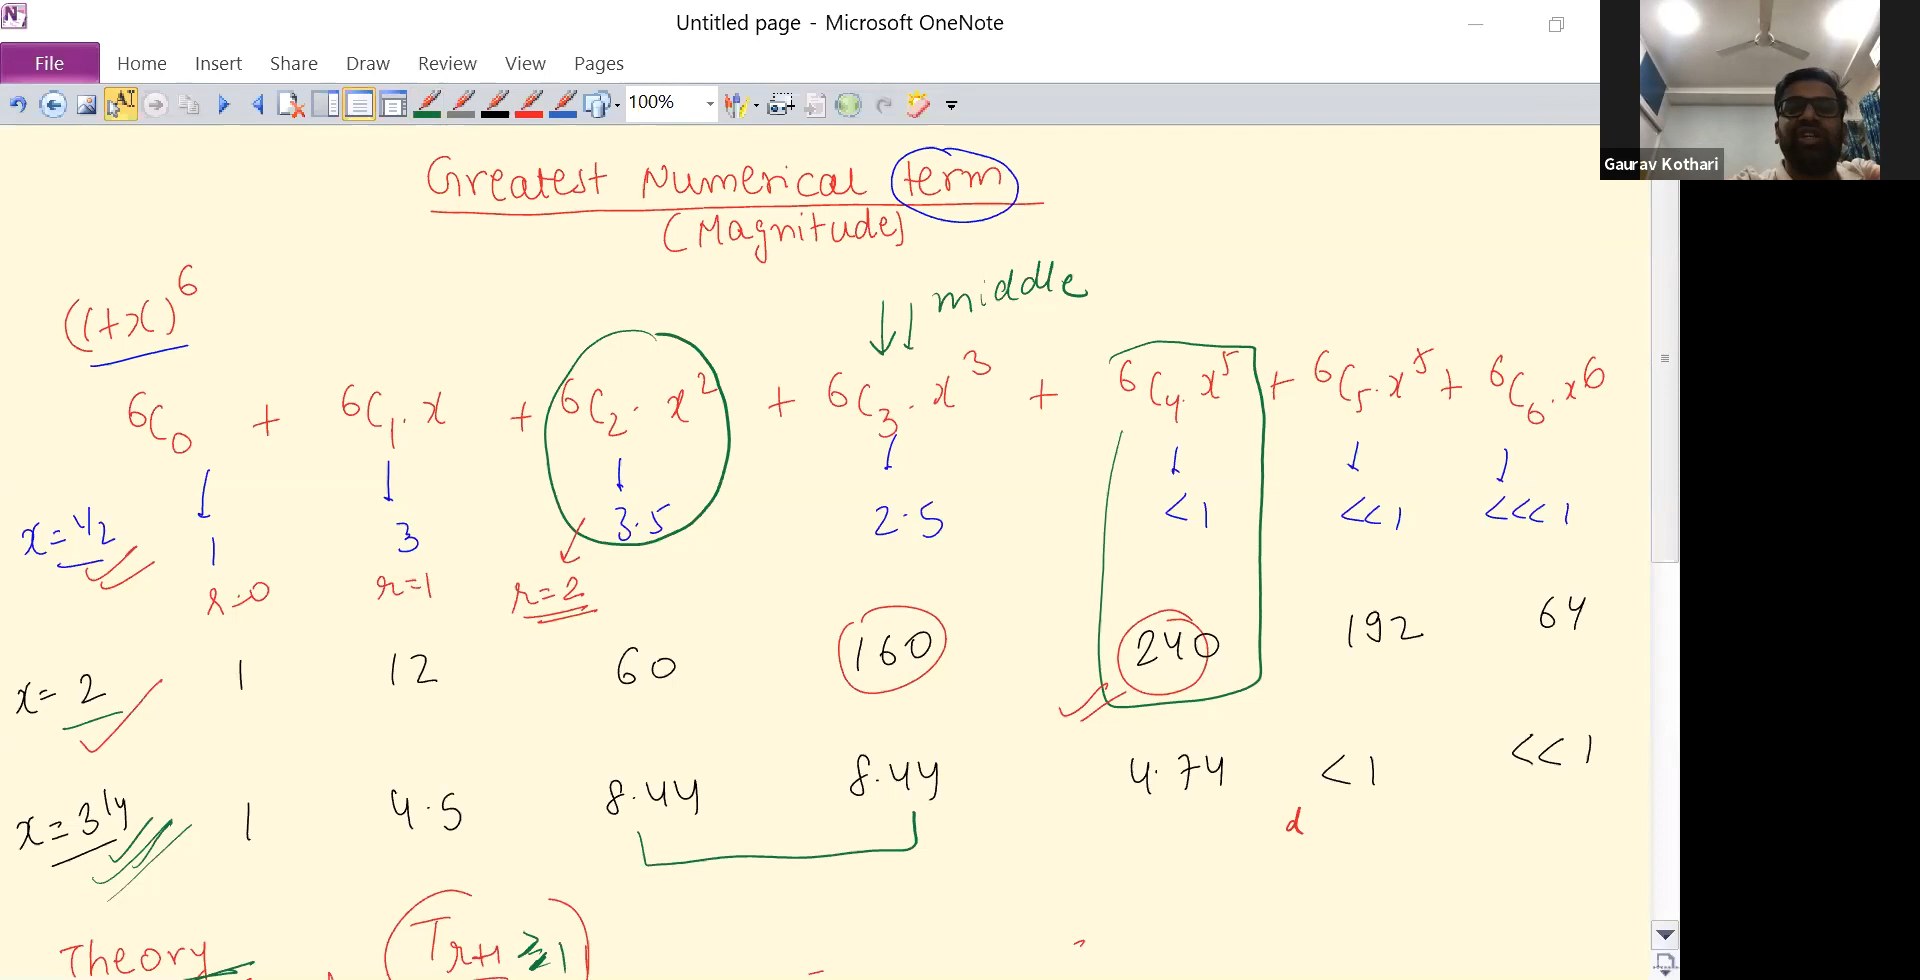 Untitled page - Microsoft OneNote
File Home Insert Share Draw Review View Pages
100%
Gaurav Kothari
Greatest Numerical term
(Magnitude)
(1+x)^6
middle
6C0 + 6C1·x + 6C2·x^2 + 6C3·x^3 + 6C4·x^5 + 6C5·x^5 + 6C6·x^6
x=1/2 1 3 3.5 2.5 <1 <<1 <<<1
r=0 r=1 r=2
x=2 1 12 60 160 240 192 64
x=3/4 1 4.5 8.44 8.44 4.74 <1 <<1
d
Theory Tr+1 ≥1